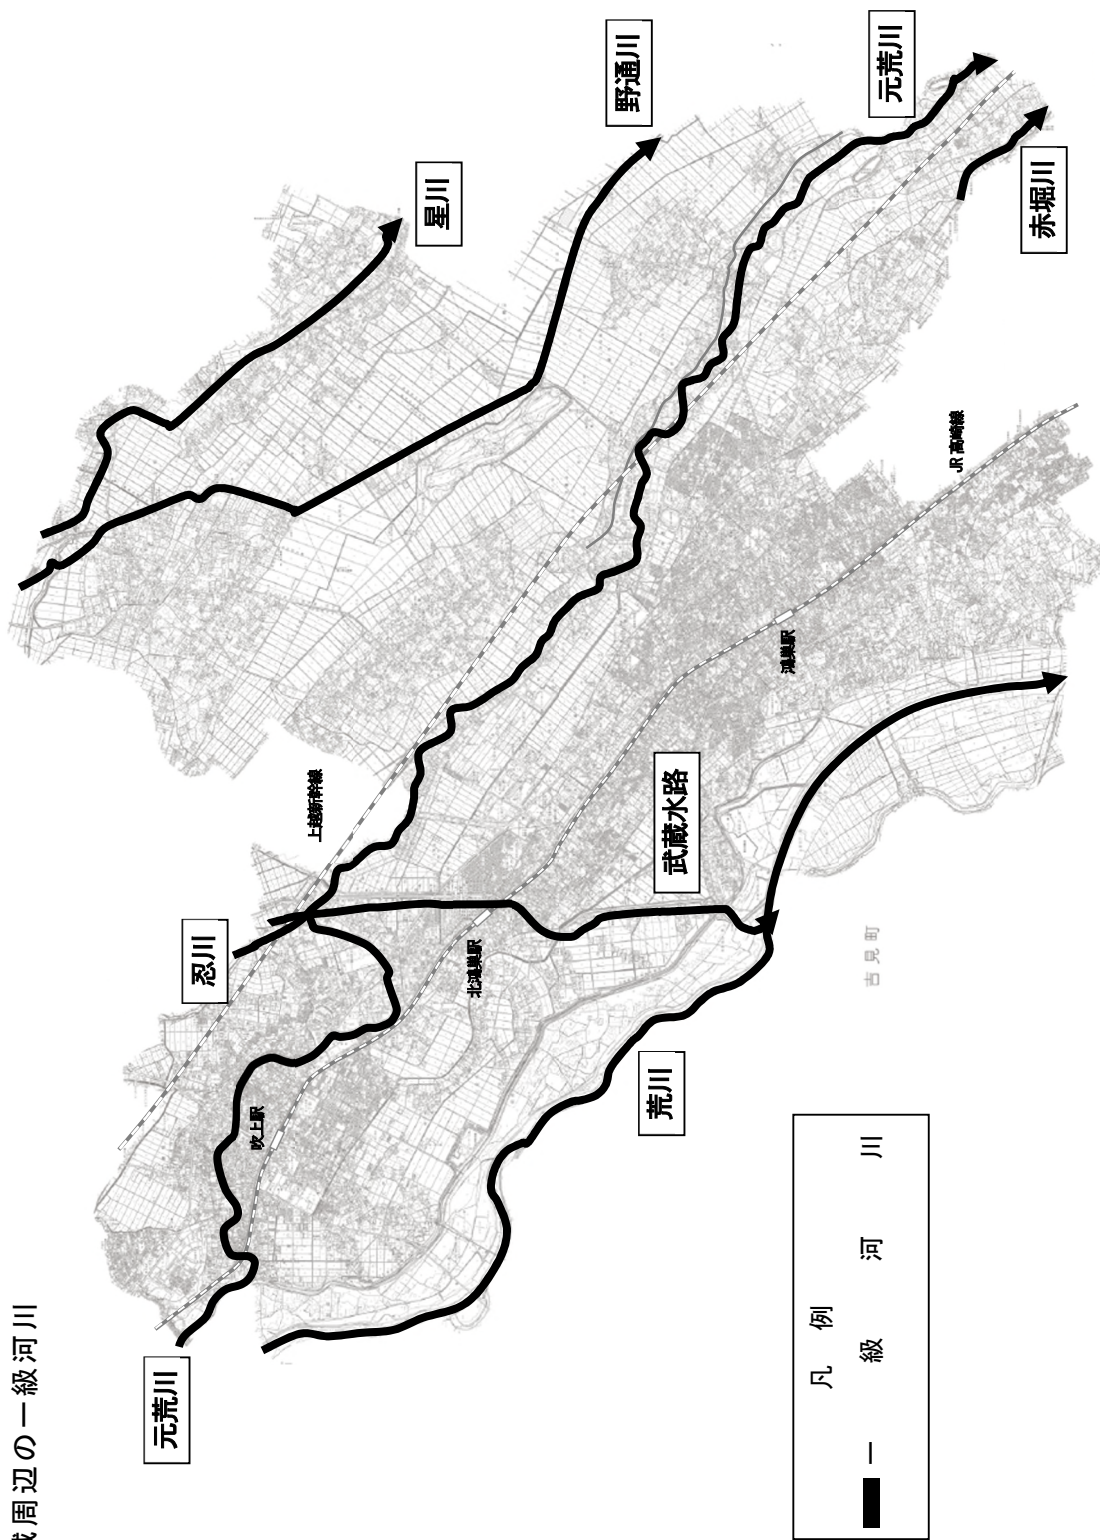 周辺の一級河川
元荒川
忍川
吹上駅
上越新幹線
星川
北鴻巣駅
野通川
荒川
武蔵水路
鴻巣駅
凡例
一級河川
吉見町
元荒川
JR高崎線
赤堀川